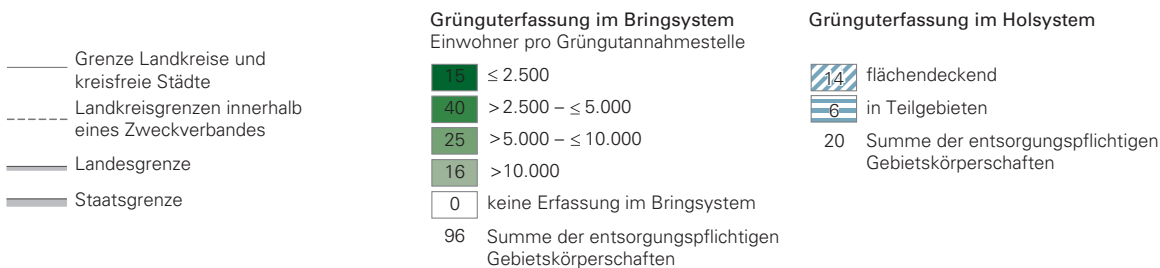 Grenze Landkreise und
kreisfreie Städte
Landkreisgrenzen innerhalb
eines Zweckverbandes
Landesgrenze
Staatsgrenze
Grünguterfassung im Bringsystem
Einwohner pro Grüngutannahmestelle
15 ≤ 2.500
40 >2.500 – ≤ 5.000
25 >5.000 – ≤ 10.000
16 >10.000
0 keine Erfassung im Bringsystem
96 Summe der entsorgungspflichtigen
Gebietskörperschaften
Grünguterfassung im Holsystem
14 flächendeckend
6 in Teilgebieten
20 Summe der entsorgungspflichtigen
Gebietskörperschaften